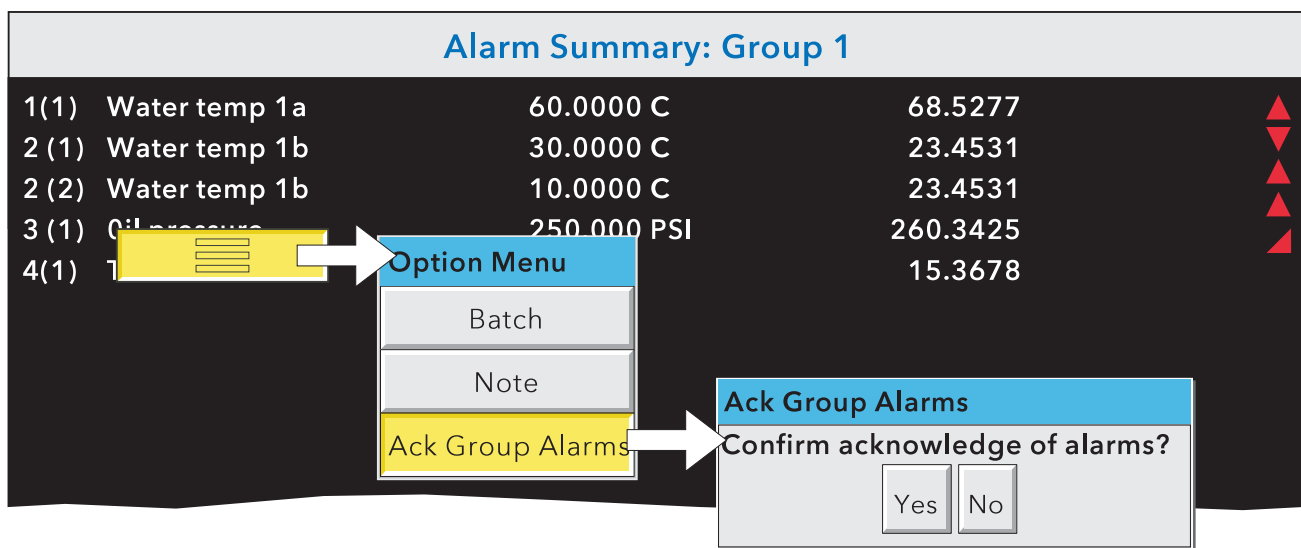 Alarm Summary: Group 1
1(1) Water temp 1a 60.0000 C 68.5277
2 (1) Water temp 1b 30.0000 C 23.4531
2 (2) Water temp 1b 10.0000 C 23.4531
3 (1) 0il pressure 250.000 PSI 260.3425
4(1) 15.3678
Option Menu
Batch
Note
Ack Group Alarms
Ack Group Alarms
Confirm acknowledge of alarms?
Yes No